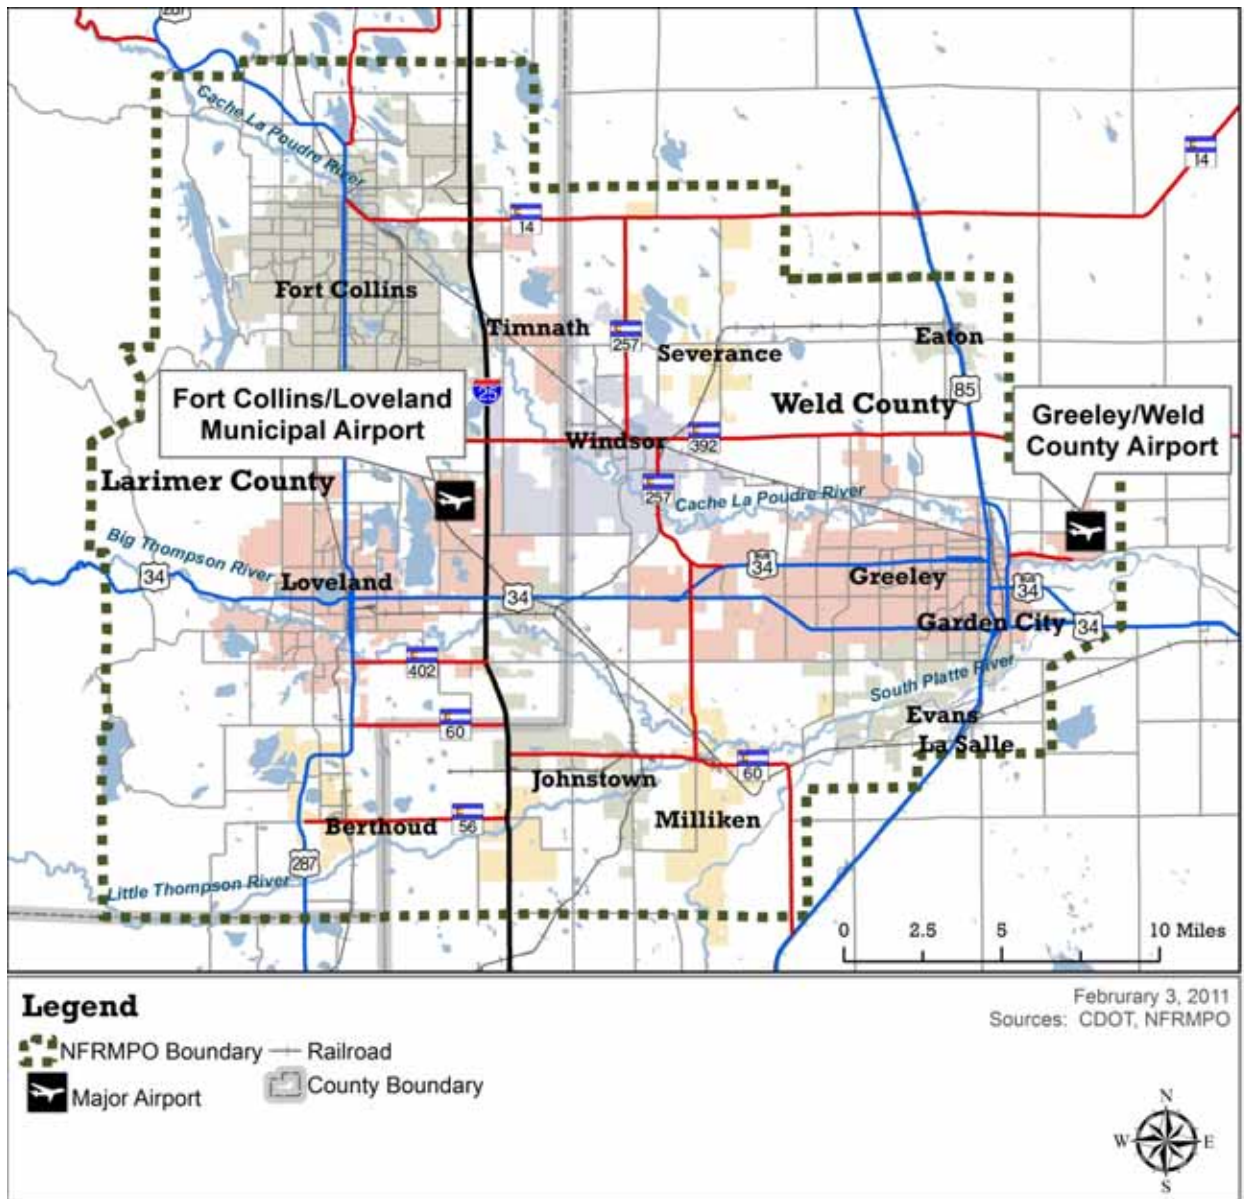 287
Cache La Poudre River
14
14
Fort Collins
Timnath
257
Severance
Eaton
85
25
Fort Collins/Loveland
Municipal Airport
Weld County
Greeley/Weld
County Airport
Windsor
392
Larimer County
257
Cache La Poudre River
Big Thompson River
34
Loveland
34
BUS
34
Greeley
BUS
34
Garden City
34
402
South Platte River
60
Evans
La Salle
60
Johnstown
Berthoud
56
Milliken
287
Little Thompson River
0 2.5 5 10 Miles
Legend
NFRMPO Boundary
Railroad
Major Airport
County Boundary
Februrary 3, 2011
Sources: CDOT, NFRMPO
N
W E
S